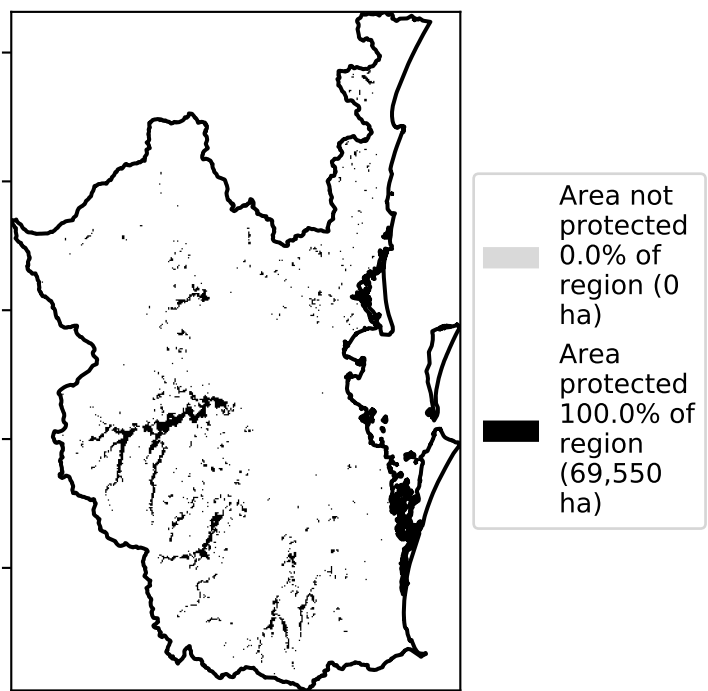 Area not
protected
0.0% of
region (0
ha)
Area
protected
100.0% of
region
(69,550
ha)